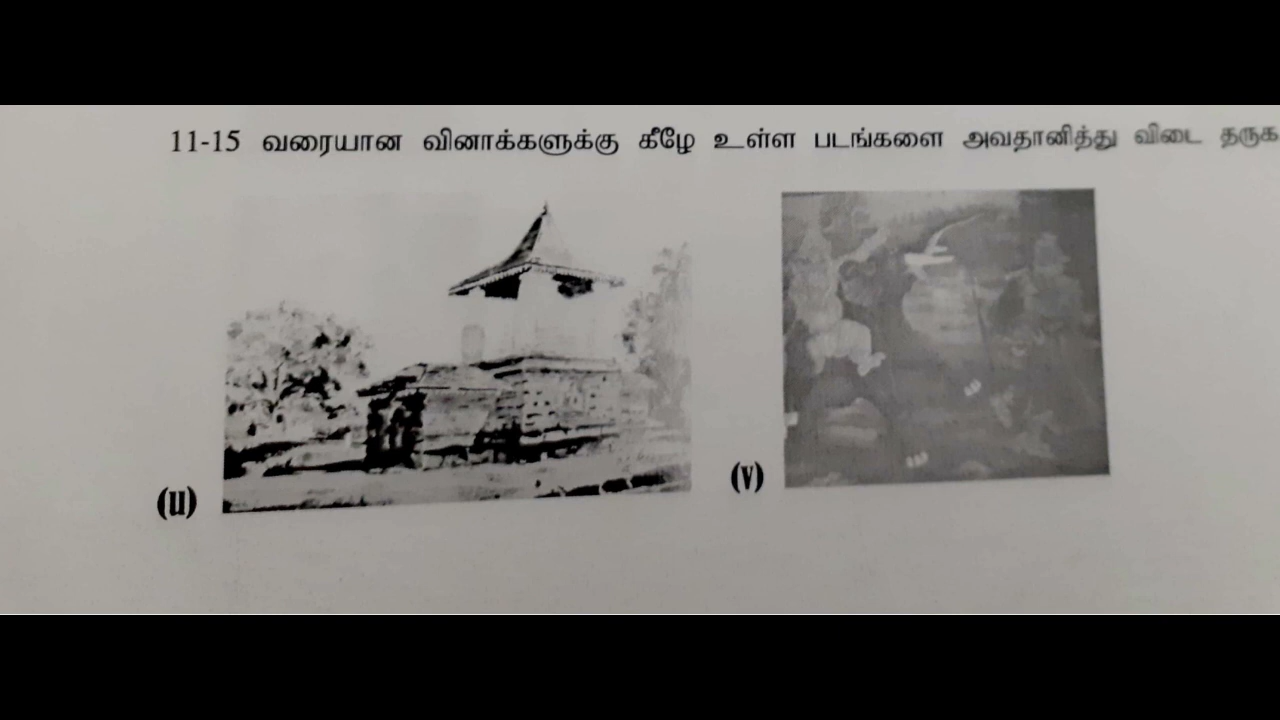 11-15 வரையான வினாக்களுக்கு கீழே உள்ள படங்களை அவதானித்து விடை தருக
(u)
(v)